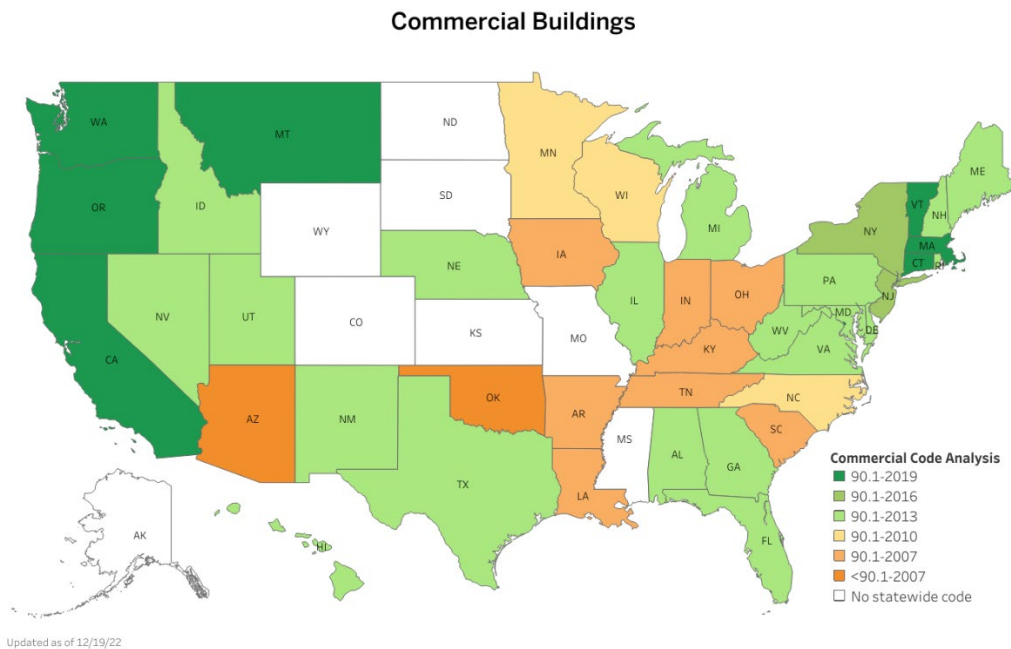 Commercial Buildings
WA
MT
ND
MN
ME
OR
ID
SD
WI
VT
NH
WY
MI
NY
MA
CT
RI
IA
NE
PA
NJ
NV
UT
CO
IL
IN
OH
MD
DE
WV
VA
KS
MO
KY
CA
NC
TN
AZ
NM
OK
AR
SC
MS
AL
GA
TX
LA
FL
AK
HI
Commercial Code Analysis
90.1-2019
90.1-2016
90.1-2013
90.1-2010
90.1-2007
<90.1-2007
No statewide code
Updated as of 12/19/22